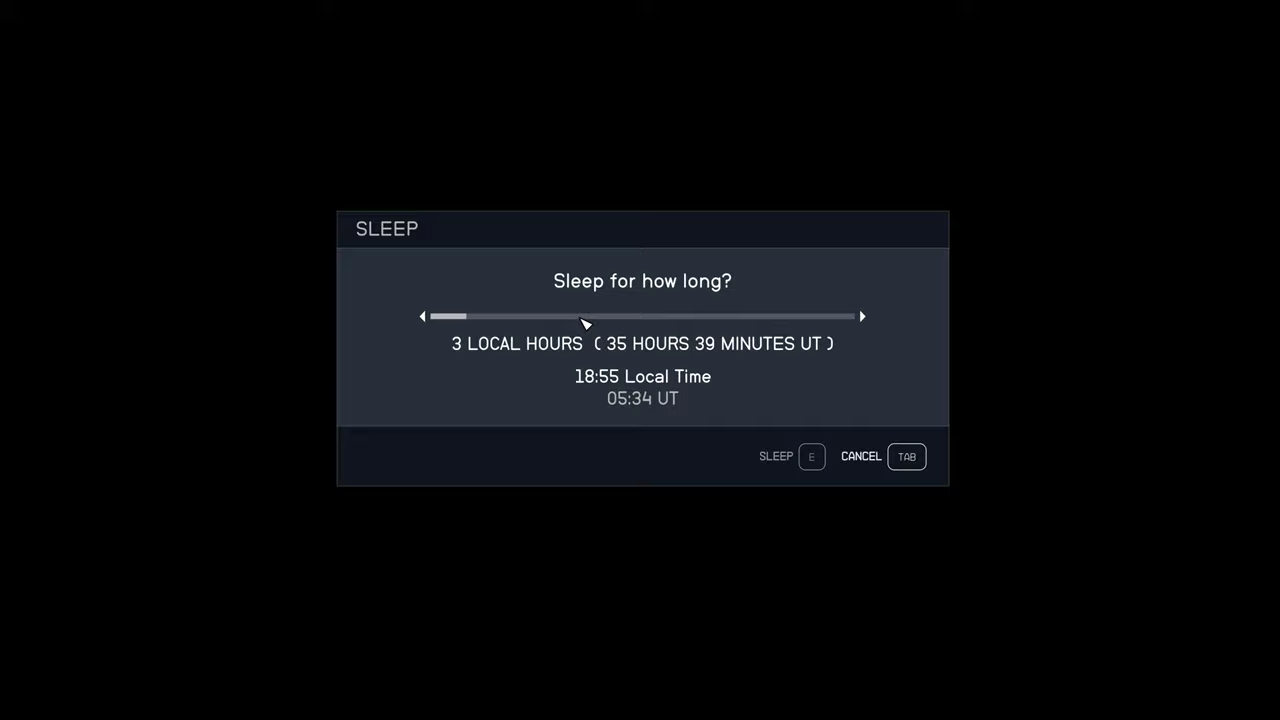 SLEEP
Sleep for how long?
3 LOCAL HOURS ( 35 HOURS 39 MINUTES UT )
18:55 Local Time
05:34 UT
SLEEP E CANCEL TAB